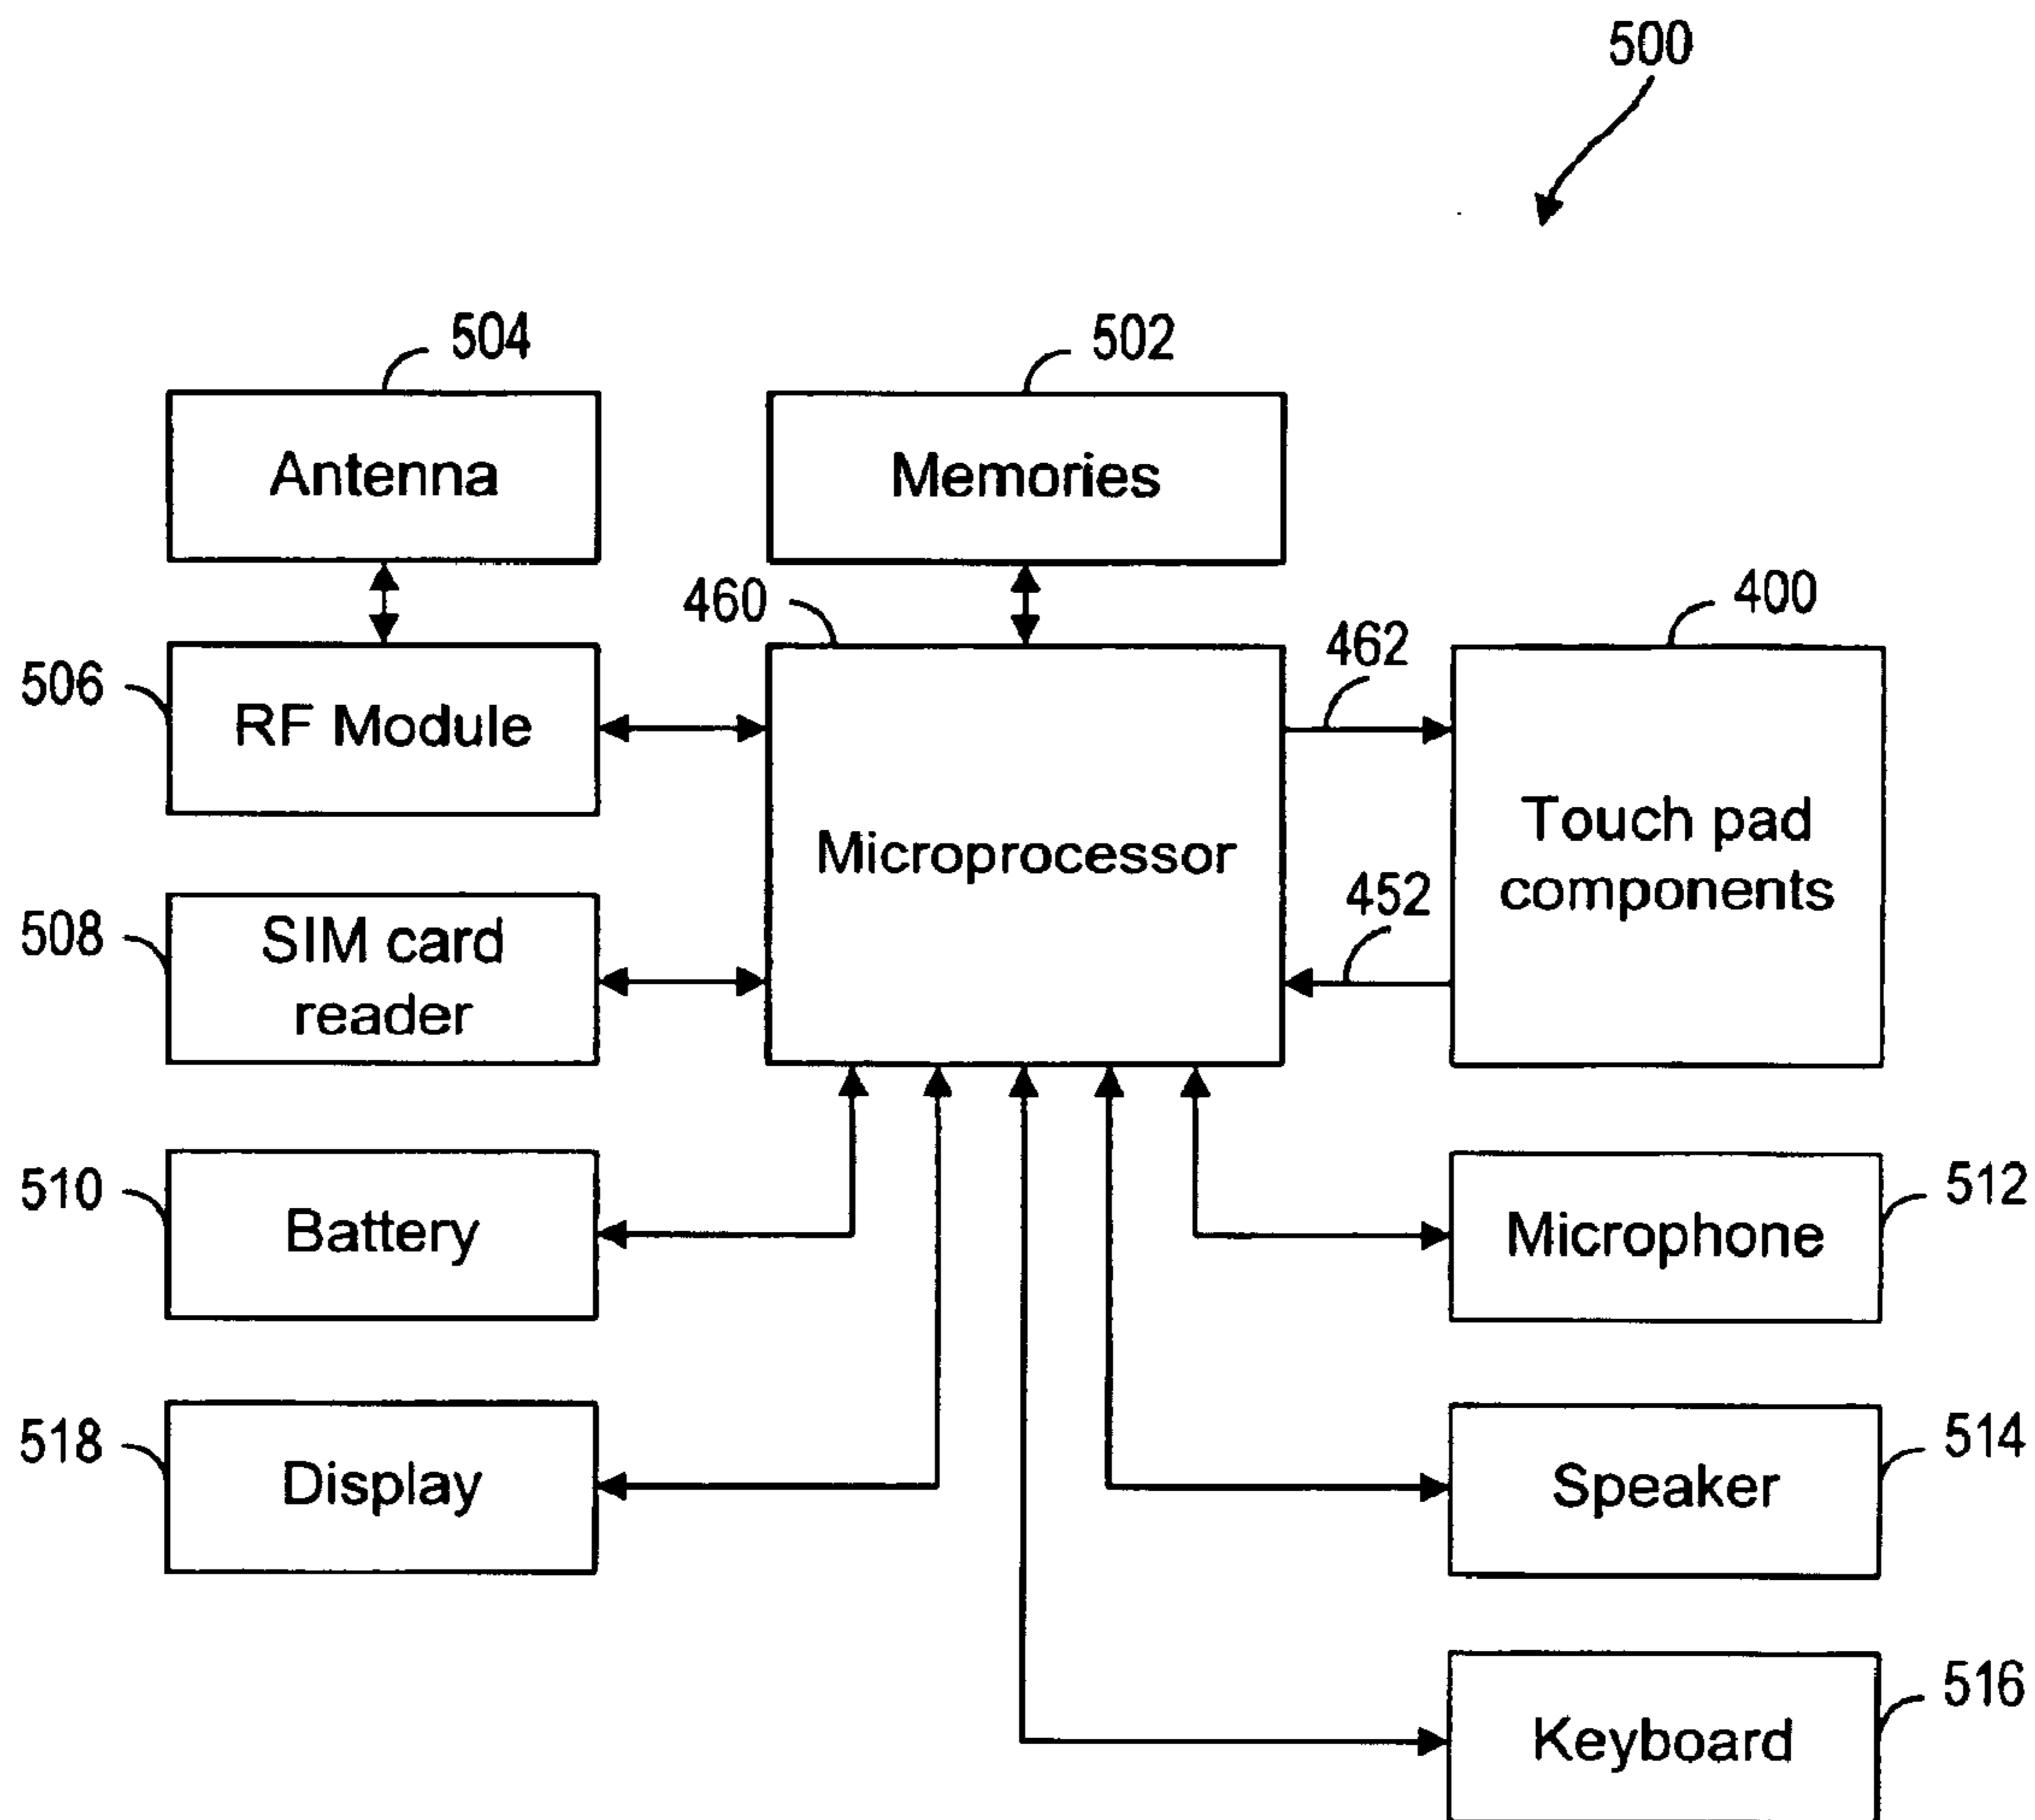 500
504
502
Antenna
Memories
460
400
462
506
RF Module
Microprocessor
Touch pad
components
452
508
SIM card
reader
510
Battery
Microphone
512
518
Display
Speaker
514
Keyboard
516